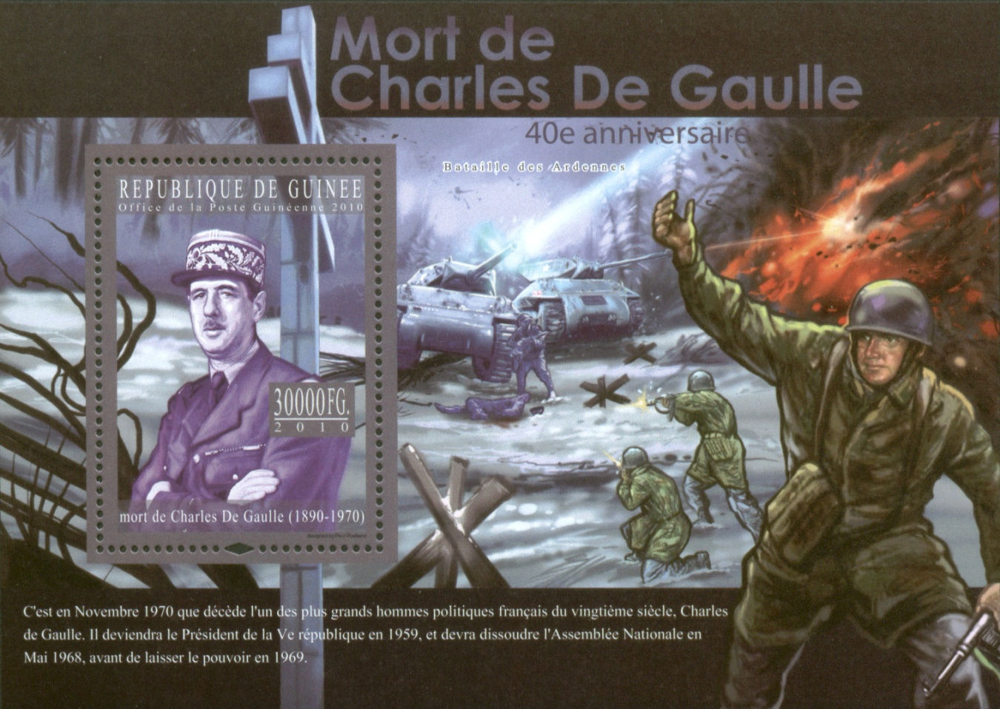 Mort de
Charles De Gaulle
40e anniversaire
Bataille des Ardennes
REPUBLIQUE DE GUINEE
Office de la Poste Guinéenne 2010
30000FG.
2010
mort de Charles De Gaulle (1890-1970)
C'est en Novembre 1970 que décède l'un des plus grands hommes politiques français du vingtième siècle, Charles
de Gaulle. Il deviendra le Président de la Ve république en 1959, et devra dissoudre l'Assemblée Nationale en
Mai 1968, avant de laisser le pouvoir en 1969.